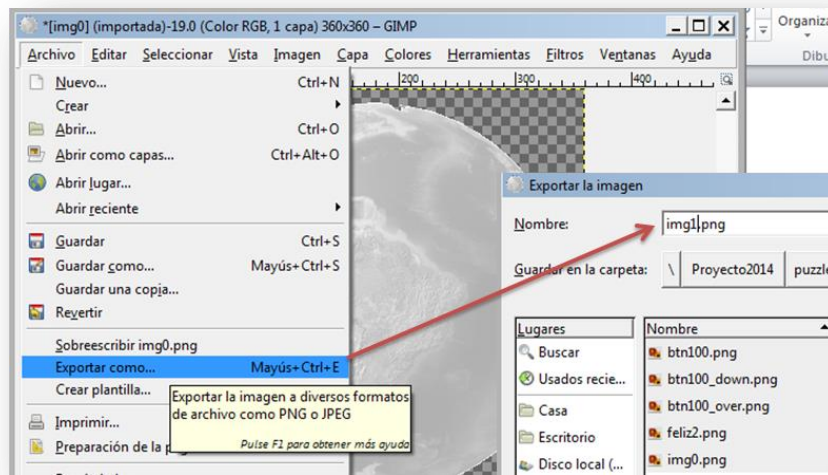 *[img0] (importada)-19.0 (Color RGB, 1 capa) 360x360 – GIMP
Archivo Editar Seleccionar Vista Imagen Capa Colores Herramientas Filtros Ventanas Ayuda
Nuevo... Ctrl+N
Crear
Abrir... Ctrl+O
Abrir como capas... Ctrl+Alt+O
Abrir lugar...
Abrir reciente
Guardar Ctrl+S
Guardar como... Mayús+Ctrl+S
Guardar una copia...
Revertir
Sobreescribir img0.png
Exportar como... Mayús+Ctrl+E
Crear plantilla...
Imprimir...
Preparación de la
Exportar la imagen a diversos formatos
de archivo como PNG o JPEG
Pulse F1 para obtener más ayuda
200 300 400
Exportar la imagen
Nombre: img1.png
Guardar en la carpeta: \ Proyecto2014 puzzle
Lugares
Buscar
Usados recie...
Casa
Escritorio
Disco local (...
Nombre
btn100.png
btn100_down.png
btn100_over.png
feliz2.png
img0.png
Organiza
Dibu